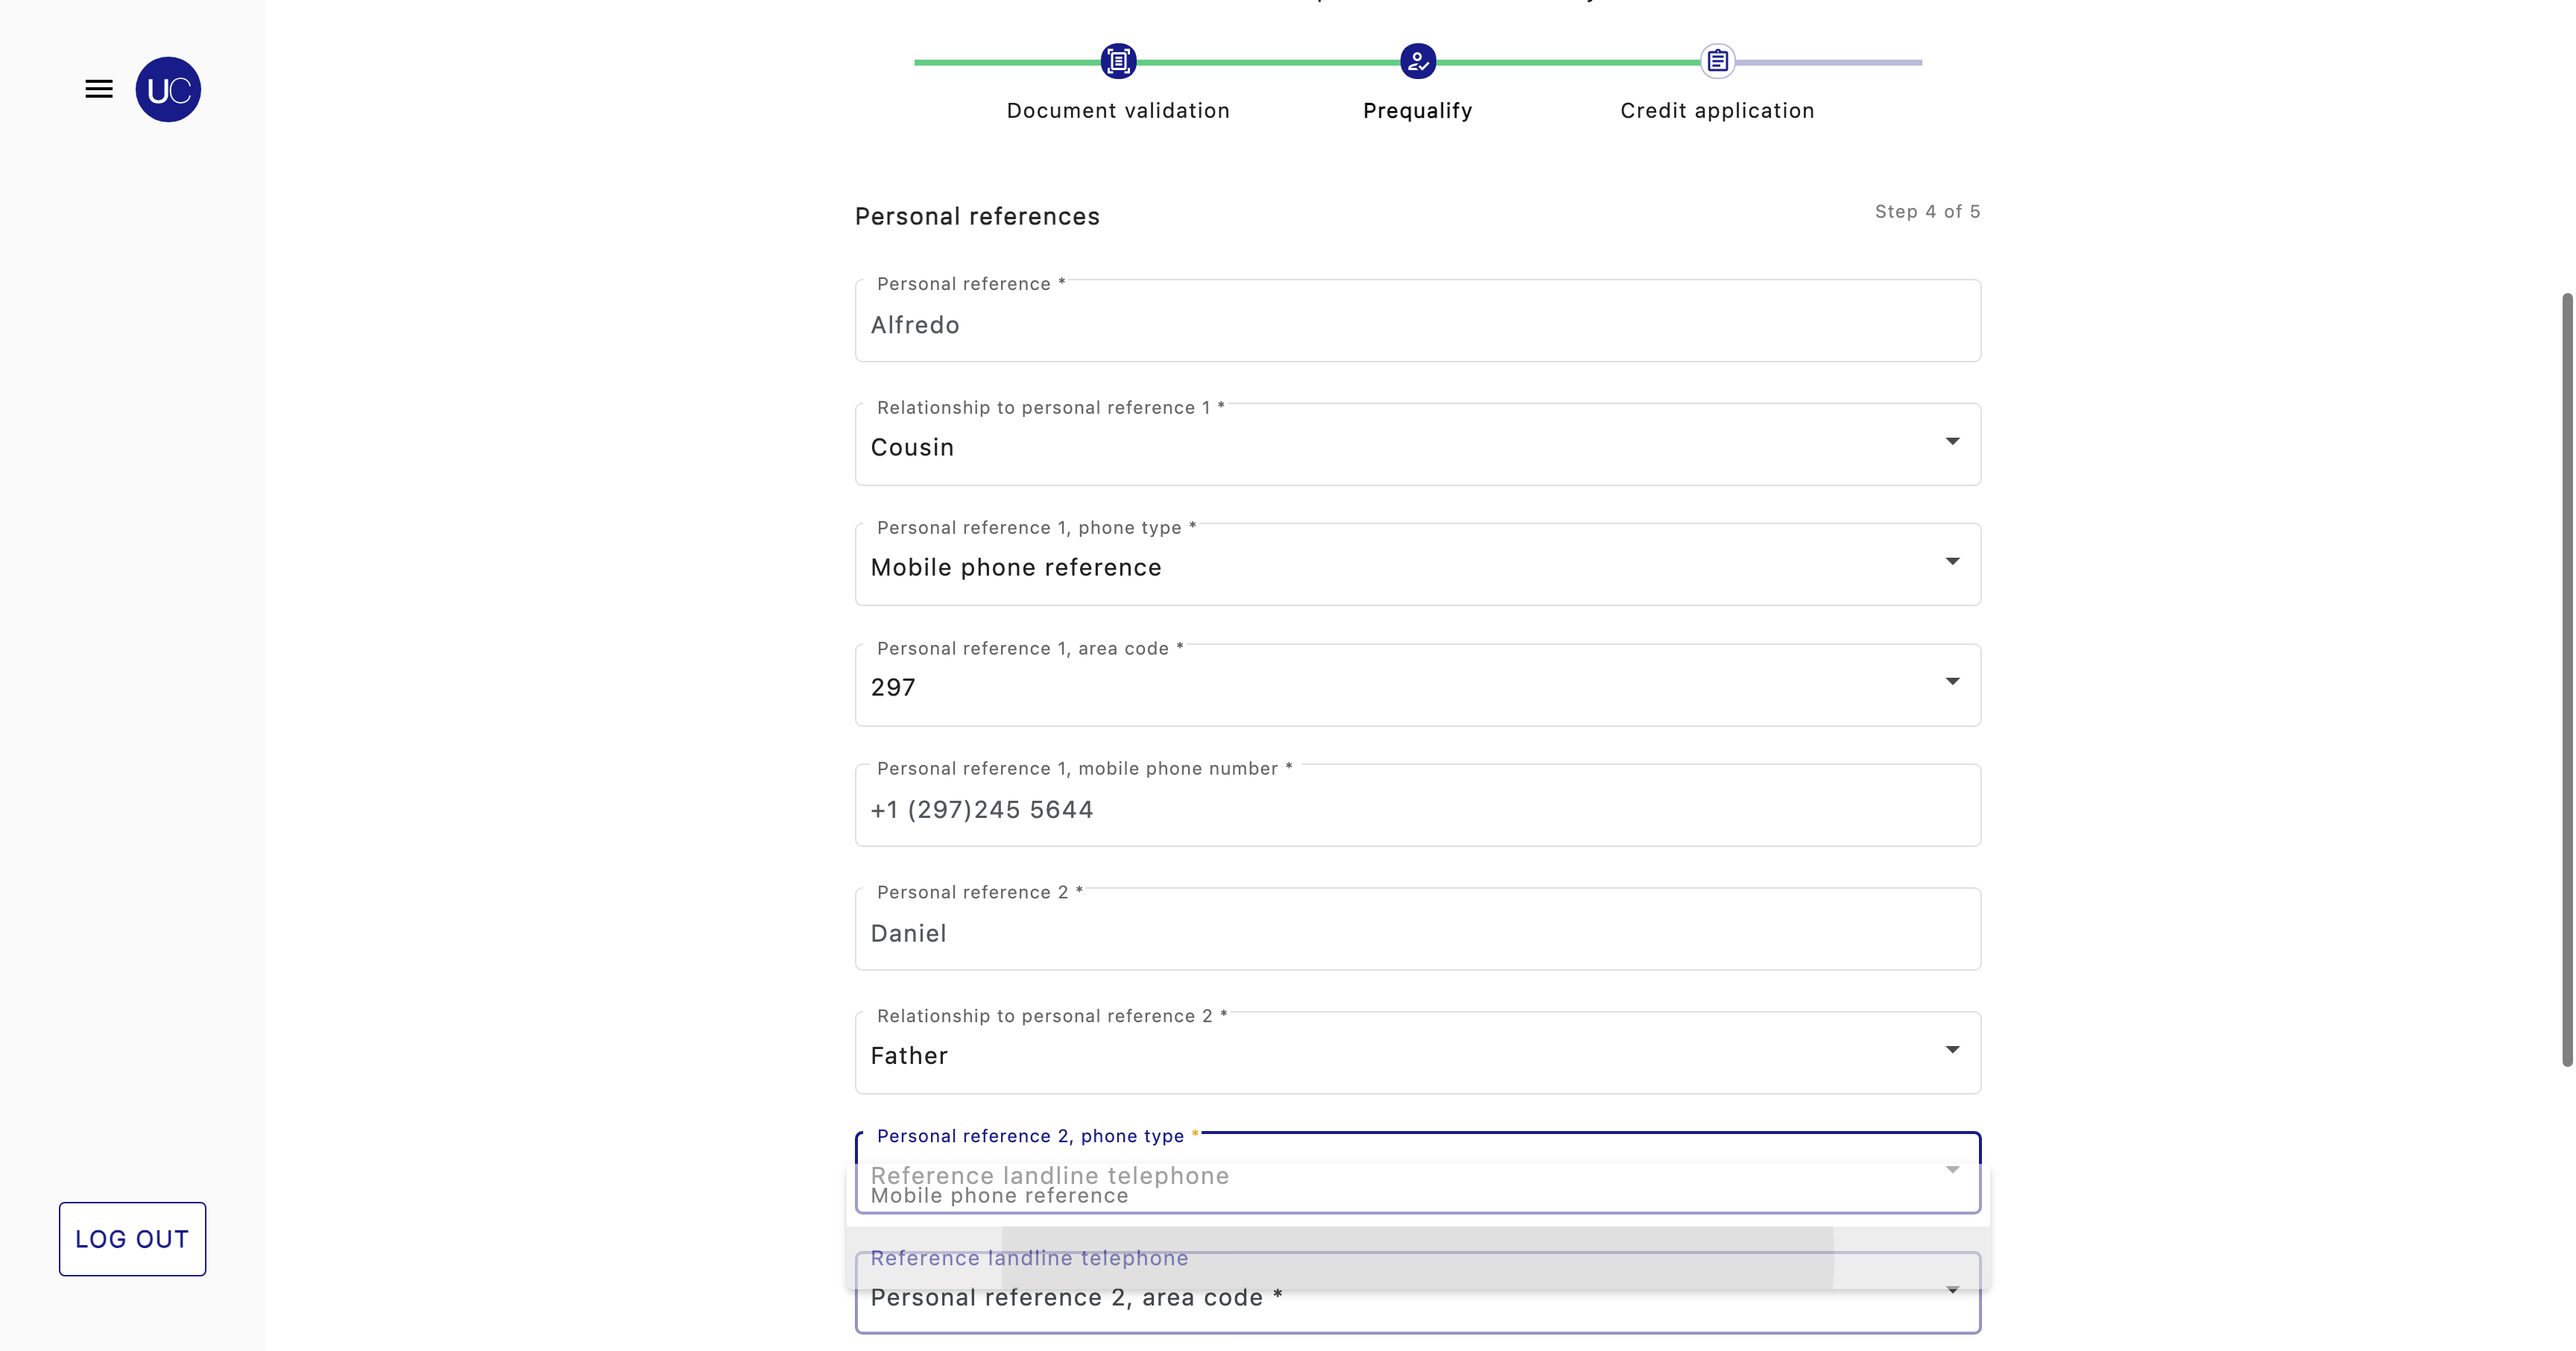 UC
Document validation
Prequalify
Credit application
Personal references
Step 4 of 5
Personal reference *
Alfredo
Relationship to personal reference 1 *
Cousin
Personal reference 1, phone type *
Mobile phone reference
Personal reference 1, area code *
297
Personal reference 1, mobile phone number *
+1 (297)245 5644
Personal reference 2 *
Daniel
Relationship to personal reference 2 *
Father
Personal reference 2, phone type *
Reference landline telephone
Mobile phone reference
Reference landline telephone
Personal reference 2, area code *
LOG OUT